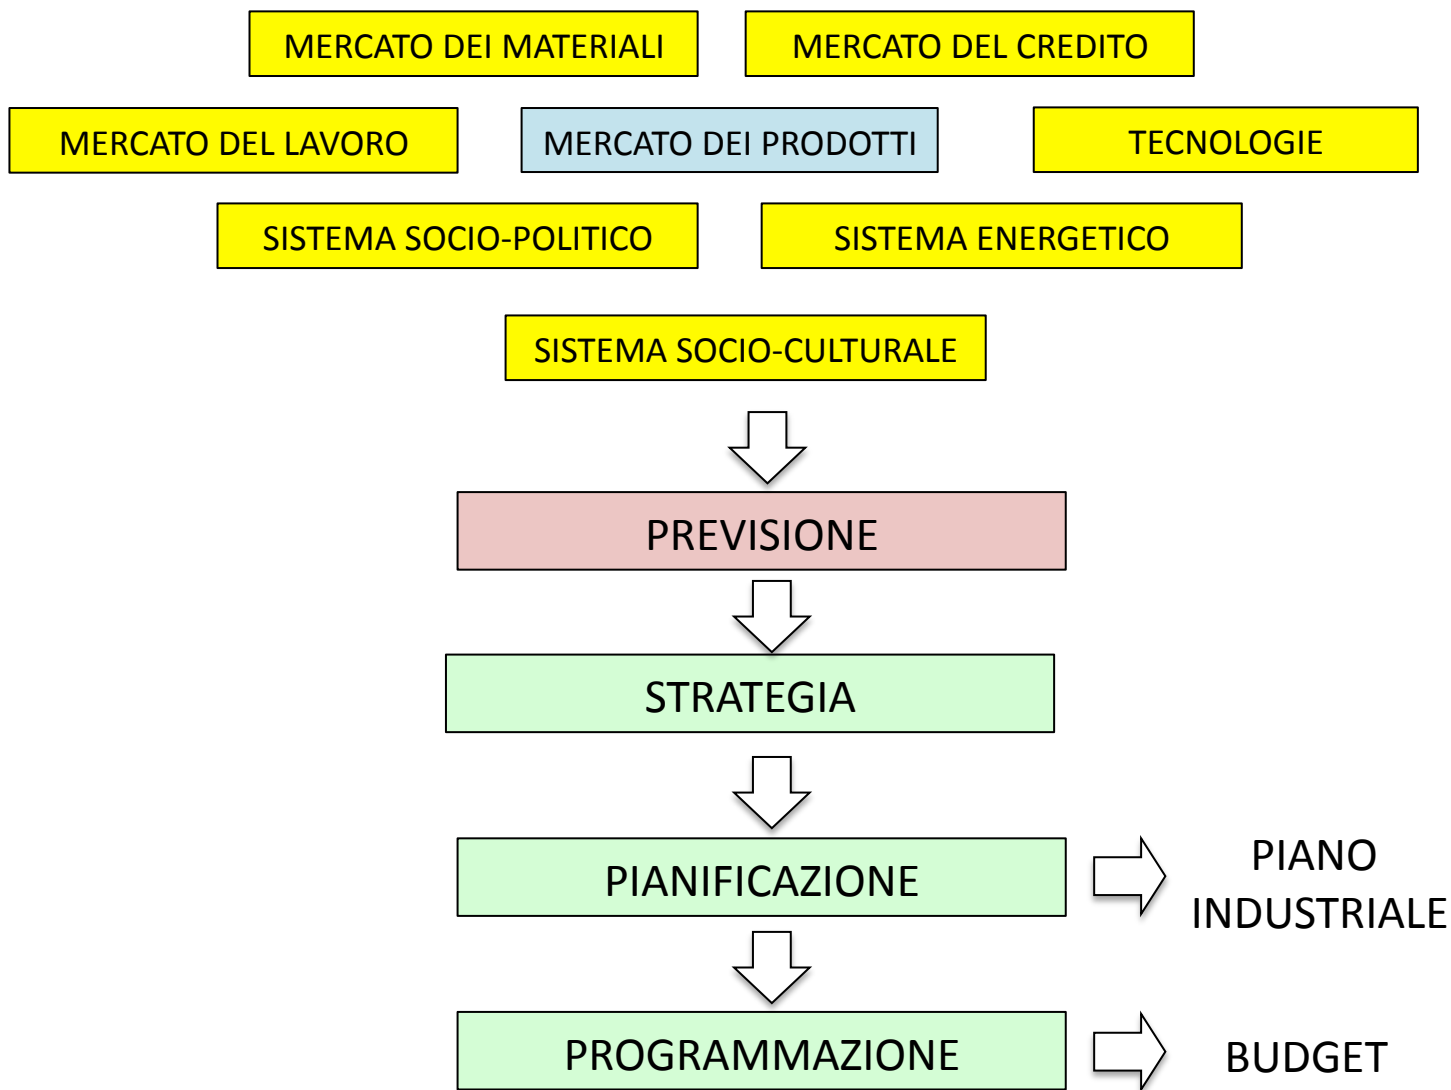 MERCATO DEI MATERIALI
MERCATO DEL CREDITO
MERCATO DEL LAVORO
MERCATO DEI PRODOTTI
TECNOLOGIE
SISTEMA SOCIO-POLITICO
SISTEMA ENERGETICO
SISTEMA SOCIO-CULTURALE
PREVISIONE
STRATEGIA
PIANIFICAZIONE
PIANO
INDUSTRIALE
PROGRAMMAZIONE
BUDGET